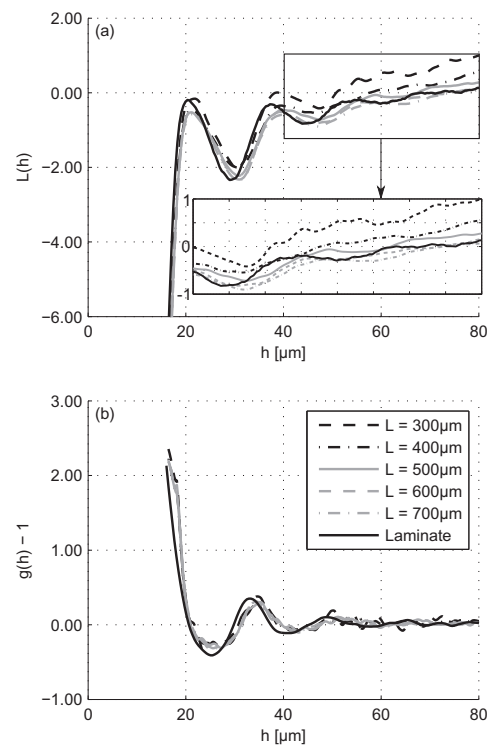 2.00
(a)
0.00
−2.00
−4.00
−6.00
L(h)
1
0
−1
0
20
40
60
80
h [µm]
3.00
(b)
2.00
1.00
0.00
−1.00
g(h) − 1
L = 300µm
L = 400µm
L = 500µm
L = 600µm
L = 700µm
Laminate
0
20
40
60
80
h [µm]